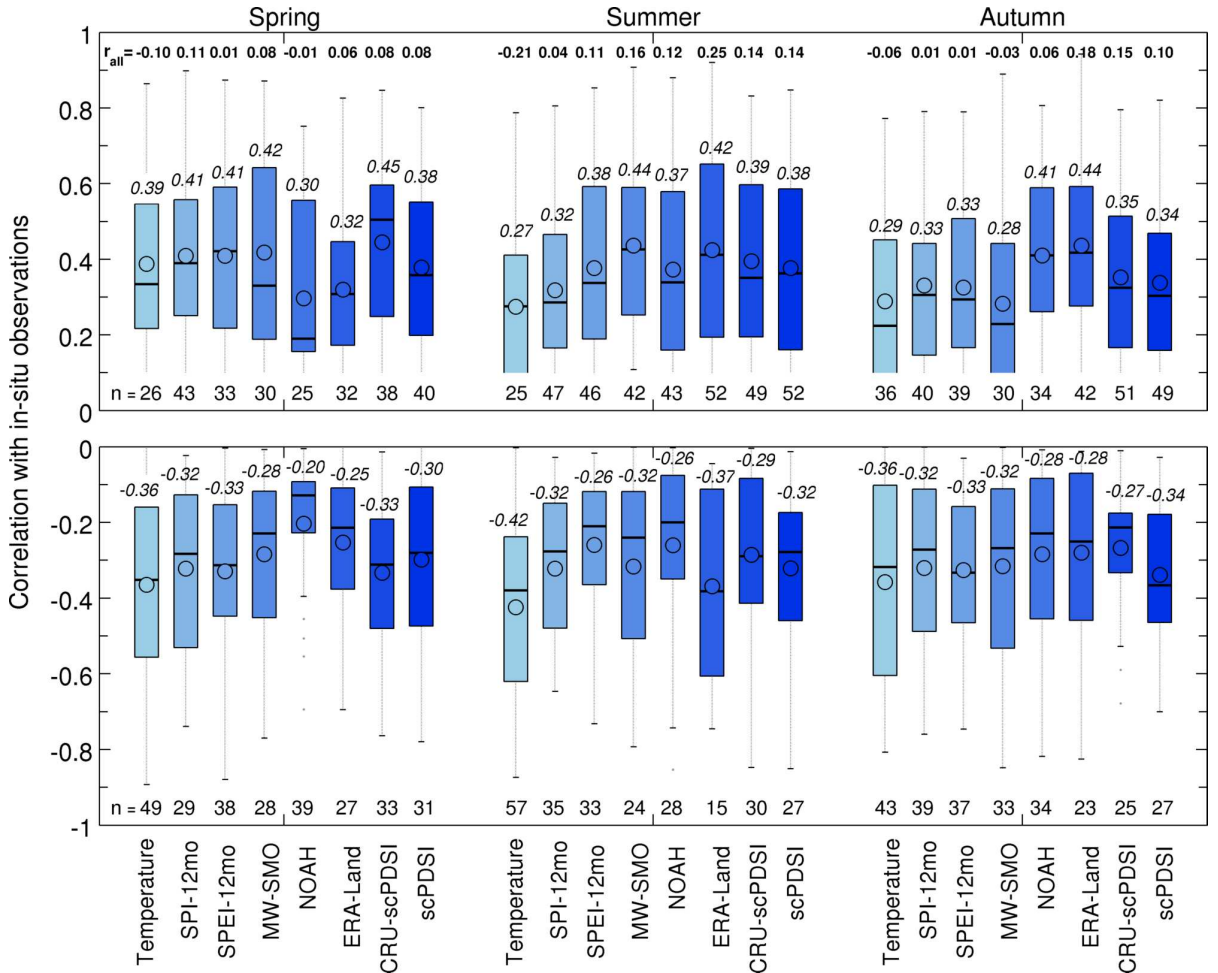 Spring Summer Autumn
1
r all = -0.10 0.11 0.01 0.08 -0.01 0.06 0.08 0.08 -0.21 0.04 0.11 0.16 0.12 0.25 0.14 0.14 -0.06 0.01 0.01 -0.03 0.06 0.18 0.15 0.10
0.8
0.6
0.39 0.41 0.41 0.42 0.30 0.32 0.45 0.38 0.27 0.32 0.38 0.44 0.37 0.42 0.39 0.38 0.29 0.33 0.33 0.28 0.41 0.44 0.35 0.34
0.4
0.2
n = 26 43 33 30 25 32 38 40 25 47 46 42 43 52 49 52 36 40 39 30 34 42 51 49
0
Correlation with in-situ observations
0
-0.36 -0.32 -0.33 -0.28 -0.20 -0.25 -0.33 -0.30 -0.42 -0.32 -0.26 -0.32 -0.26 -0.37 -0.29 -0.32 -0.36 -0.32 -0.33 -0.32 -0.28 -0.28 -0.27 -0.34
-0.2
-0.4
-0.6
-0.8
n = 49 29 38 28 39 27 33 31 57 35 33 24 28 15 30 27 43 39 37 33 34 23 25 27
-1
Temperature
SPI-12mo
SPEI-12mo
MW-SMO
NOAH
ERA-Land
CRU-scPDSI
scPDSI
Temperature
SPI-12mo
SPEI-12mo
MW-SMO
NOAH
ERA-Land
CRU-scPDSI
scPDSI
Temperature
SPI-12mo
SPEI-12mo
MW-SMO
NOAH
ERA-Land
CRU-scPDSI
scPDSI